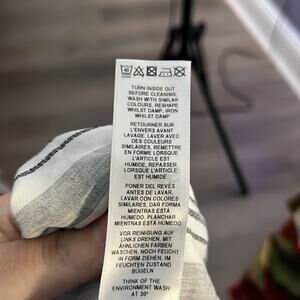 TURN INSIDE OUT
BEFORE CLEANING,
WASH WITH SIMILAR
COLOURS, RESHAPE
WHILST DAMP, IRON
WHILST DAMP
RETOURNER SUR
L'ENVERS AVANT
LAVAGE, LAVER AVEC
DES COULEURS
SIMILAIRES, REMETTRE
EN FORME LORSQUE
L'ARTICLE EST
HUMIDE, REPASSER
LORSQUE L'ARTICLE
EST HUMIDE.
PONER DEL REVÉS
ANTES DE LAVAR,
LAVAR CON COLORES
SIMILARES, DAR FORMA
MIENTRAS ESTÁ
HÚMEDO, PLANCHAR
MIENTRAS ESTÁ
HÚMEDO
VOR REINIGUNG AUF
LINKS DREHEN, MIT
ÄHNLICHEN FARBEN
WASCHEN, NOCH FEUCHT
IN FORM ZIEHEN, IM
FEUCHTEN ZUSTAND
BÜGELN
THINK OF THE
ENVIRONMENT WASH
AT 30°